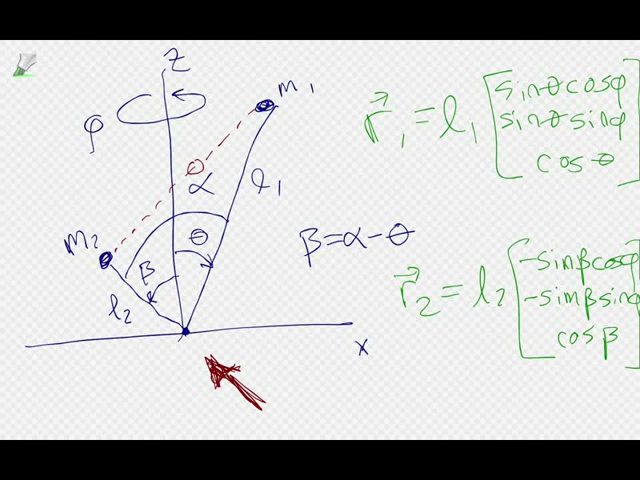 z
m₁
φ
r⃗₁ = l₁ [sinθcosφ
sinθsinφ
cosθ]
α
l₁
m₂
θ
β
β = α - θ
l₂
r⃗₂ = l₂ [-sinβcosφ
-sinβsinφ
cosβ]
x